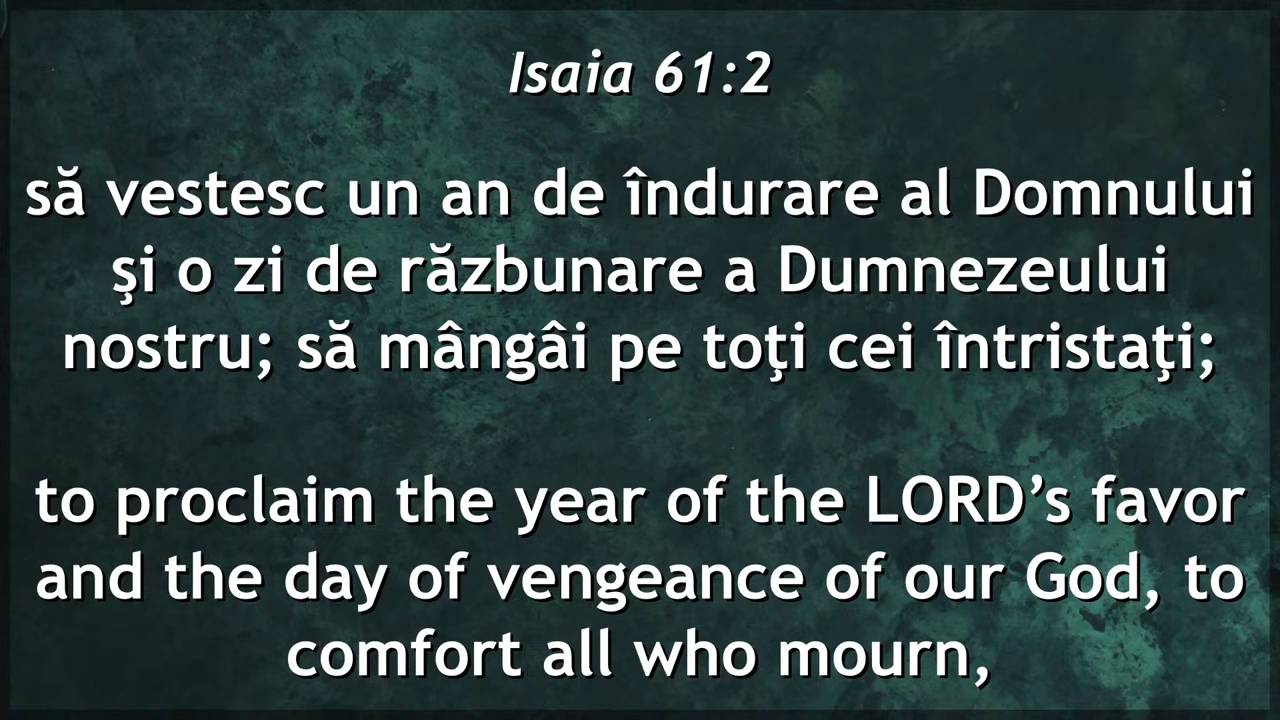 Isaia 61:2
să vestesc un an de îndurare al Domnului
şi o zi de răzbunare a Dumnezeului
nostru; să mângâi pe toţi cei întristaţi;
to proclaim the year of the LORD’s favor
and the day of vengeance of our God, to
comfort all who mourn,